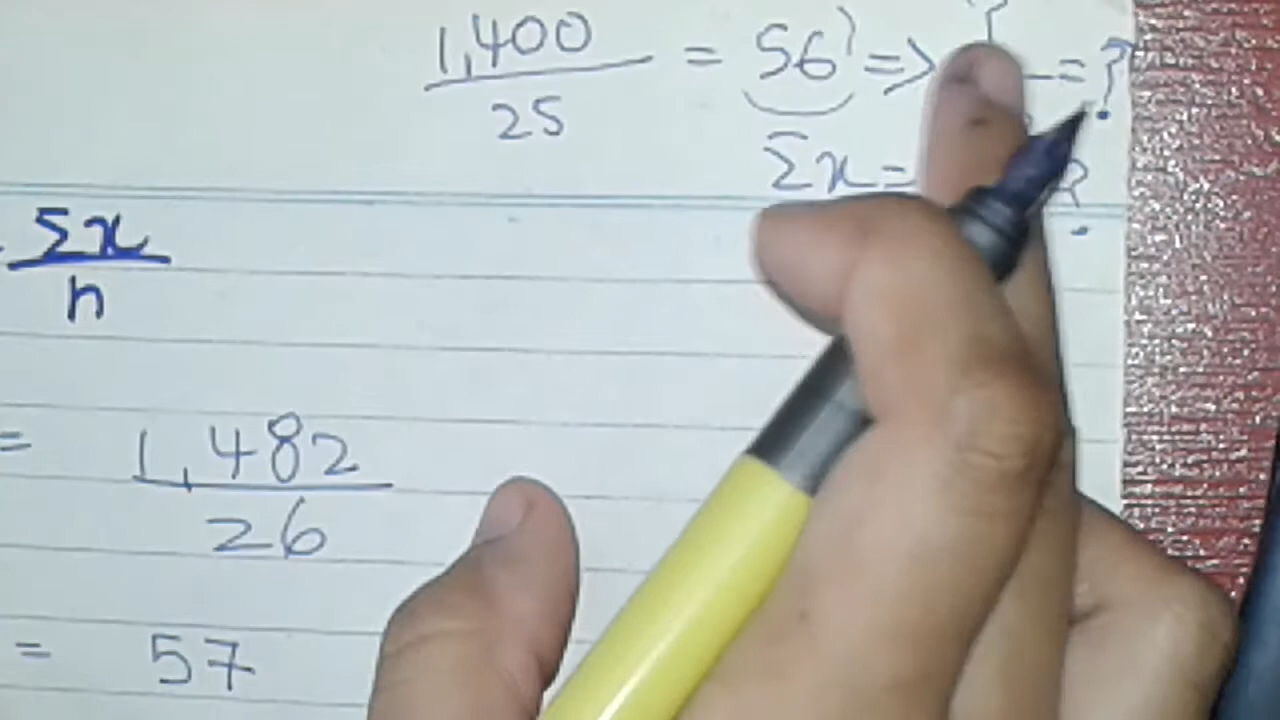 1,400 = 56 => = ?
25
Σx = ?
Σx
n
= 1,482
26
= 57